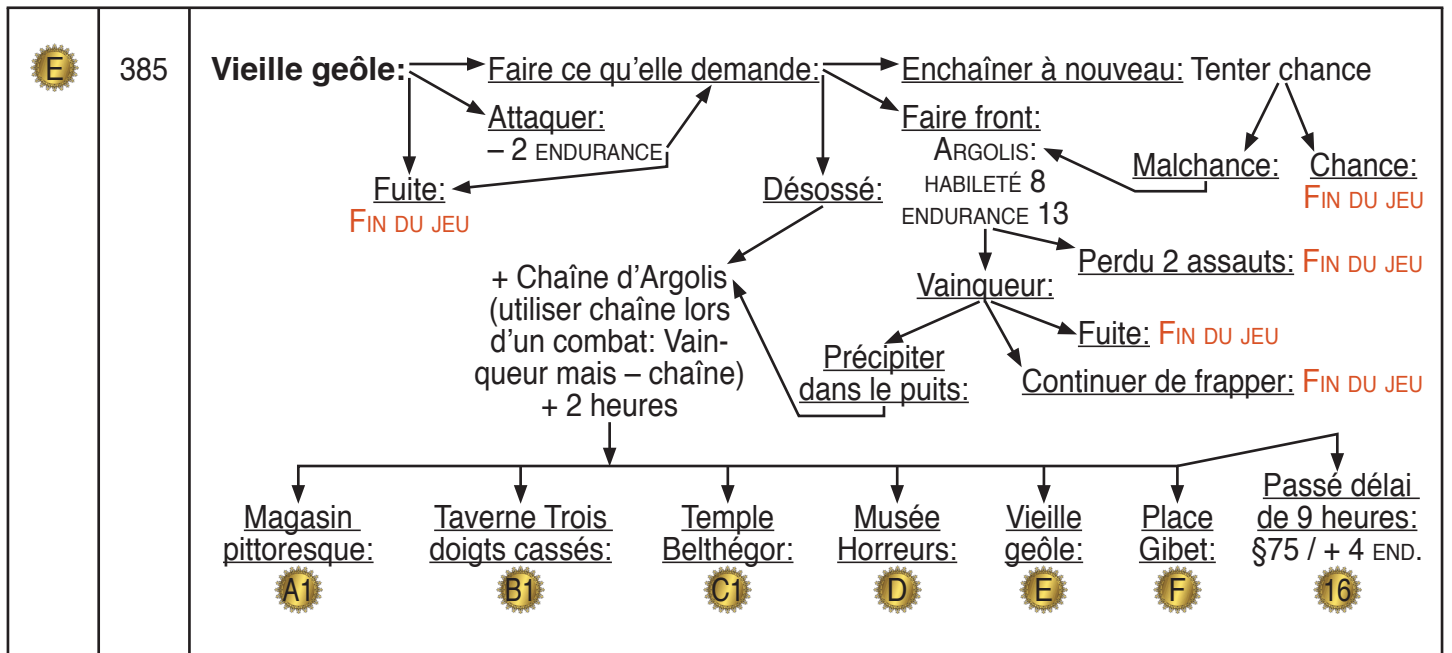 E
385
Vieille geôle:
Faire ce qu'elle demande:
Enchaîner à nouveau: Tenter chance
Attaquer:
– 2 ENDURANCE
Fuite:
FIN DU JEU
Désossé:
Faire front:
ARGOLIS:
HABILETÉ 8
ENDURANCE 13
Malchance:
Chance:
FIN DU JEU
Perdu 2 assauts: FIN DU JEU
Vainqueur:
Fuite: FIN DU JEU
Continuer de frapper: FIN DU JEU
Précipiter
dans le puits:
+ Chaîne d’Argolis
(utiliser chaîne lors
d’un combat: Vain-
queur mais – chaîne)
+ 2 heures
Magasin
pittoresque:
A1
Taverne Trois
doigts cassés:
B1
Temple
Belthégor:
C1
Musée
Horreurs:
D
Vieille
geôle:
E
Place
Gibet:
F
Passé délai
de 9 heures:
§75 / + 4 END.
16